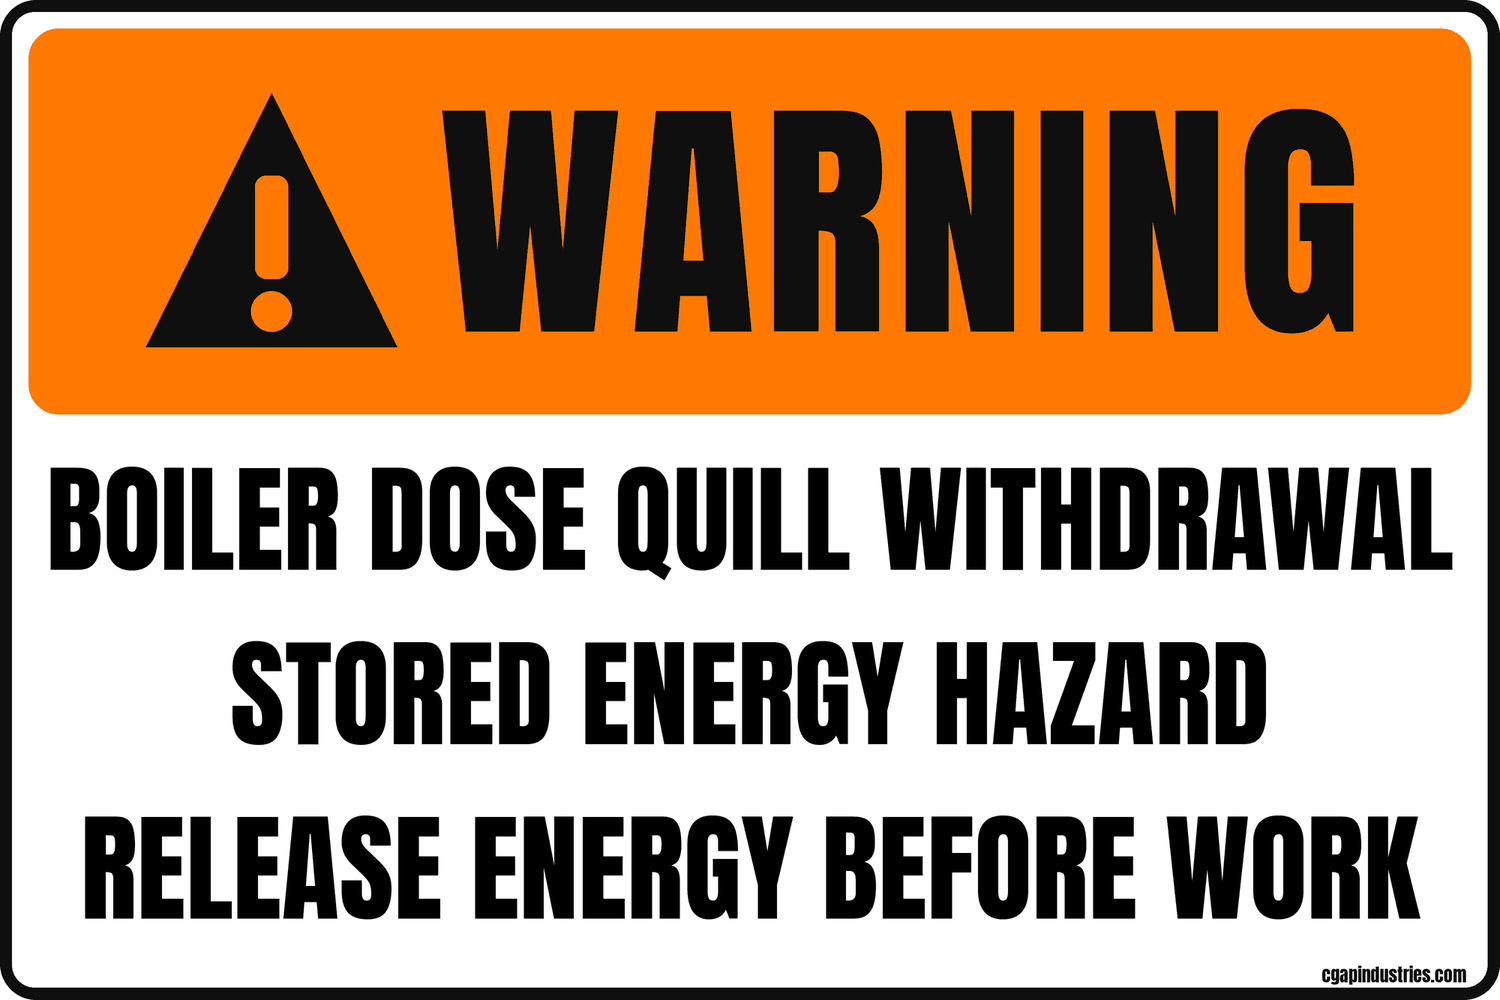 WARNING
BOILER DOSE QUILL WITHDRAWAL
STORED ENERGY HAZARD
RELEASE ENERGY BEFORE WORK
cgapindustries.com